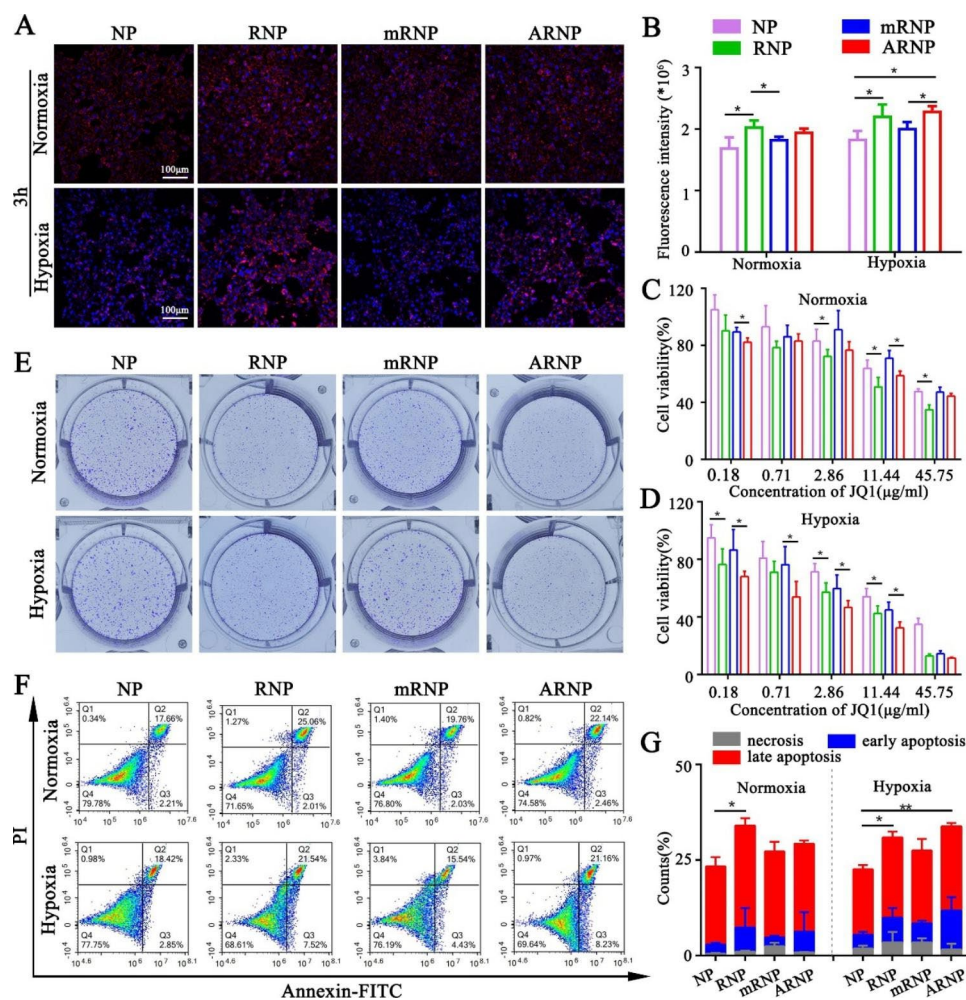 A
NP
RNP
mRNP
ARNP
3h
Normoxia
Hypoxia
100μm
100μm
B
NP
RNP
mRNP
ARNP
Fluorescence intensity (*10⁶)
3
2
1
0
*
*
*
*
*
Normoxia
Hypoxia
C
Normoxia
Cell viability(%)
120
80
40
0
*
*
*
*
*
0.18 0.71 2.86 11.44 45.75
Concentration of JQ1(μg/ml)
D
Hypoxia
Cell viability(%)
120
80
40
0
*
*
*
*
*
*
*
0.18 0.71 2.86 11.44 45.75
Concentration of JQ1(μg/ml)
E
NP
RNP
mRNP
ARNP
Normoxia
Hypoxia
F
NP
RNP
mRNP
ARNP
PI
Normoxia
Q1 0.34%
Q2 17.66%
Q4 79.78%
Q3 2.21%
Q1 1.27%
Q2 25.06%
Q4 71.65%
Q3 2.01%
Q1 1.40%
Q2 19.76%
Q4 76.80%
Q3 2.03%
Q1 0.82%
Q2 22.14%
Q4 74.58%
Q3 2.46%
Hypoxia
Q1 0.98%
Q2 18.42%
Q4 77.75%
Q3 2.85%
Q1 2.33%
Q2 21.54%
Q4 68.61%
Q3 7.52%
Q1 3.84%
Q2 15.54%
Q4 76.19%
Q3 4.43%
Q1 0.97%
Q2 21.16%
Q4 69.64%
Q3 8.23%
Annexin-FITC
G
necrosis
early apoptosis
late apoptosis
Normoxia
Hypoxia
Counts(%)
50
25
0
*
*
**
NP RNP mRNP ARNP
NP RNP mRNP ARNP